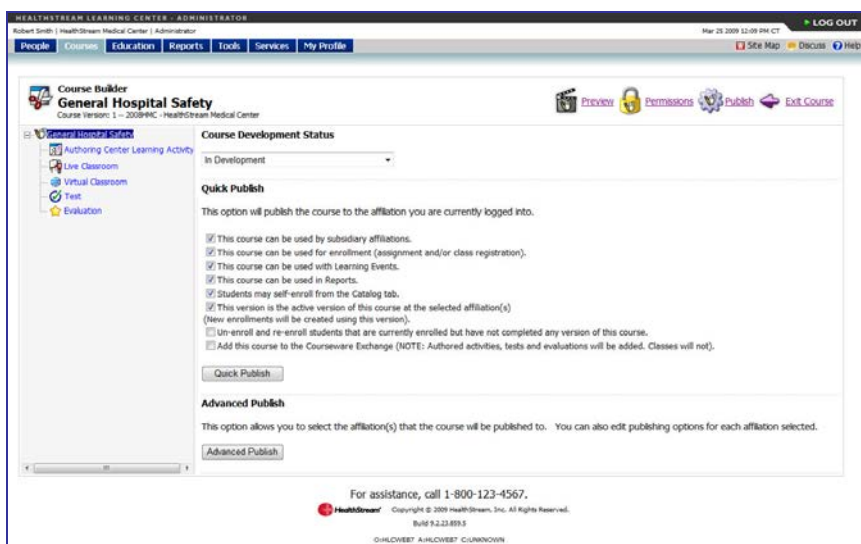 HEALTHSTREAM LEARNING CENTER - ADMINISTRATOR
LOG OUT
Robert Smith | HealthStream Medical Center | Administrator
Mar 25 2009 12:09 PM CT
People Courses Education Reports Tools Services My Profile
Site Map Discuss Help
Course Builder
General Hospital Safety
Course Version: 1 -- 2008HMC - HealthStream Medical Center
Preview Permissions Publish Exit Course
General Hospital Safety
Authoring Center Learning Activity
Live Classroom
Virtual Classroom
Test
Evaluation
Course Development Status
In Development
Quick Publish
This option will publish the course to the affiliation you are currently logged into.
This course can be used by subsidiary affiliations.
This course can be used for enrollment (assignment and/or class registration).
This course can be used with Learning Events.
This course can be used in Reports.
Students may self-enroll from the Catalog tab.
This version is the active version of this course at the selected affiliation(s)
(New enrollments will be created using this version).
Un-enroll and re-enroll students that are currently enrolled but have not completed any version of this course.
Add this course to the Courseware Exchange (NOTE: Authored activities, tests and evaluations will be added. Classes will not).
Quick Publish
Advanced Publish
This option allows you to select the affiliation(s) that the course will be published to. You can also edit publishing options for each affiliation selected.
Advanced Publish
For assistance, call 1-800-123-4567.
HealthStream Copyright © 2009 HealthStream, Inc. All Rights Reserved.
Build 9.2.23.859.5
O:HLCWEB7 A:HLCWEB7 C:UNKNOWN